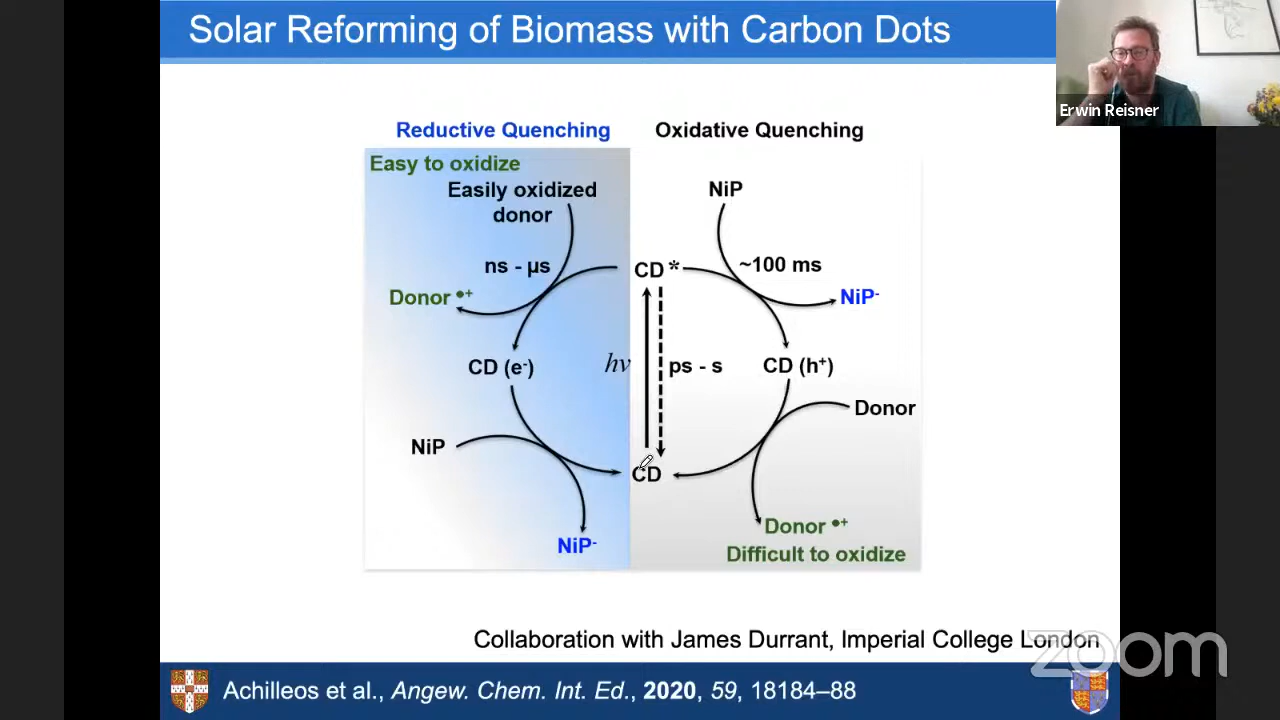 Solar Reforming of Biomass with Carbon Dots
Erwin Reisner
Reductive Quenching
Oxidative Quenching
Easy to oxidize
Easily oxidized
donor
NiP
ns - µs
CD*
~100 ms
Donor •+
NiP-
CD (e-)
hν
ps - s
CD (h+)
Donor
NiP
CD
Donor •+
NiP-
Difficult to oxidize
Collaboration with James Durrant, Imperial College London
zoom
Achilleos et al., Angew. Chem. Int. Ed., 2020, 59, 18184–88